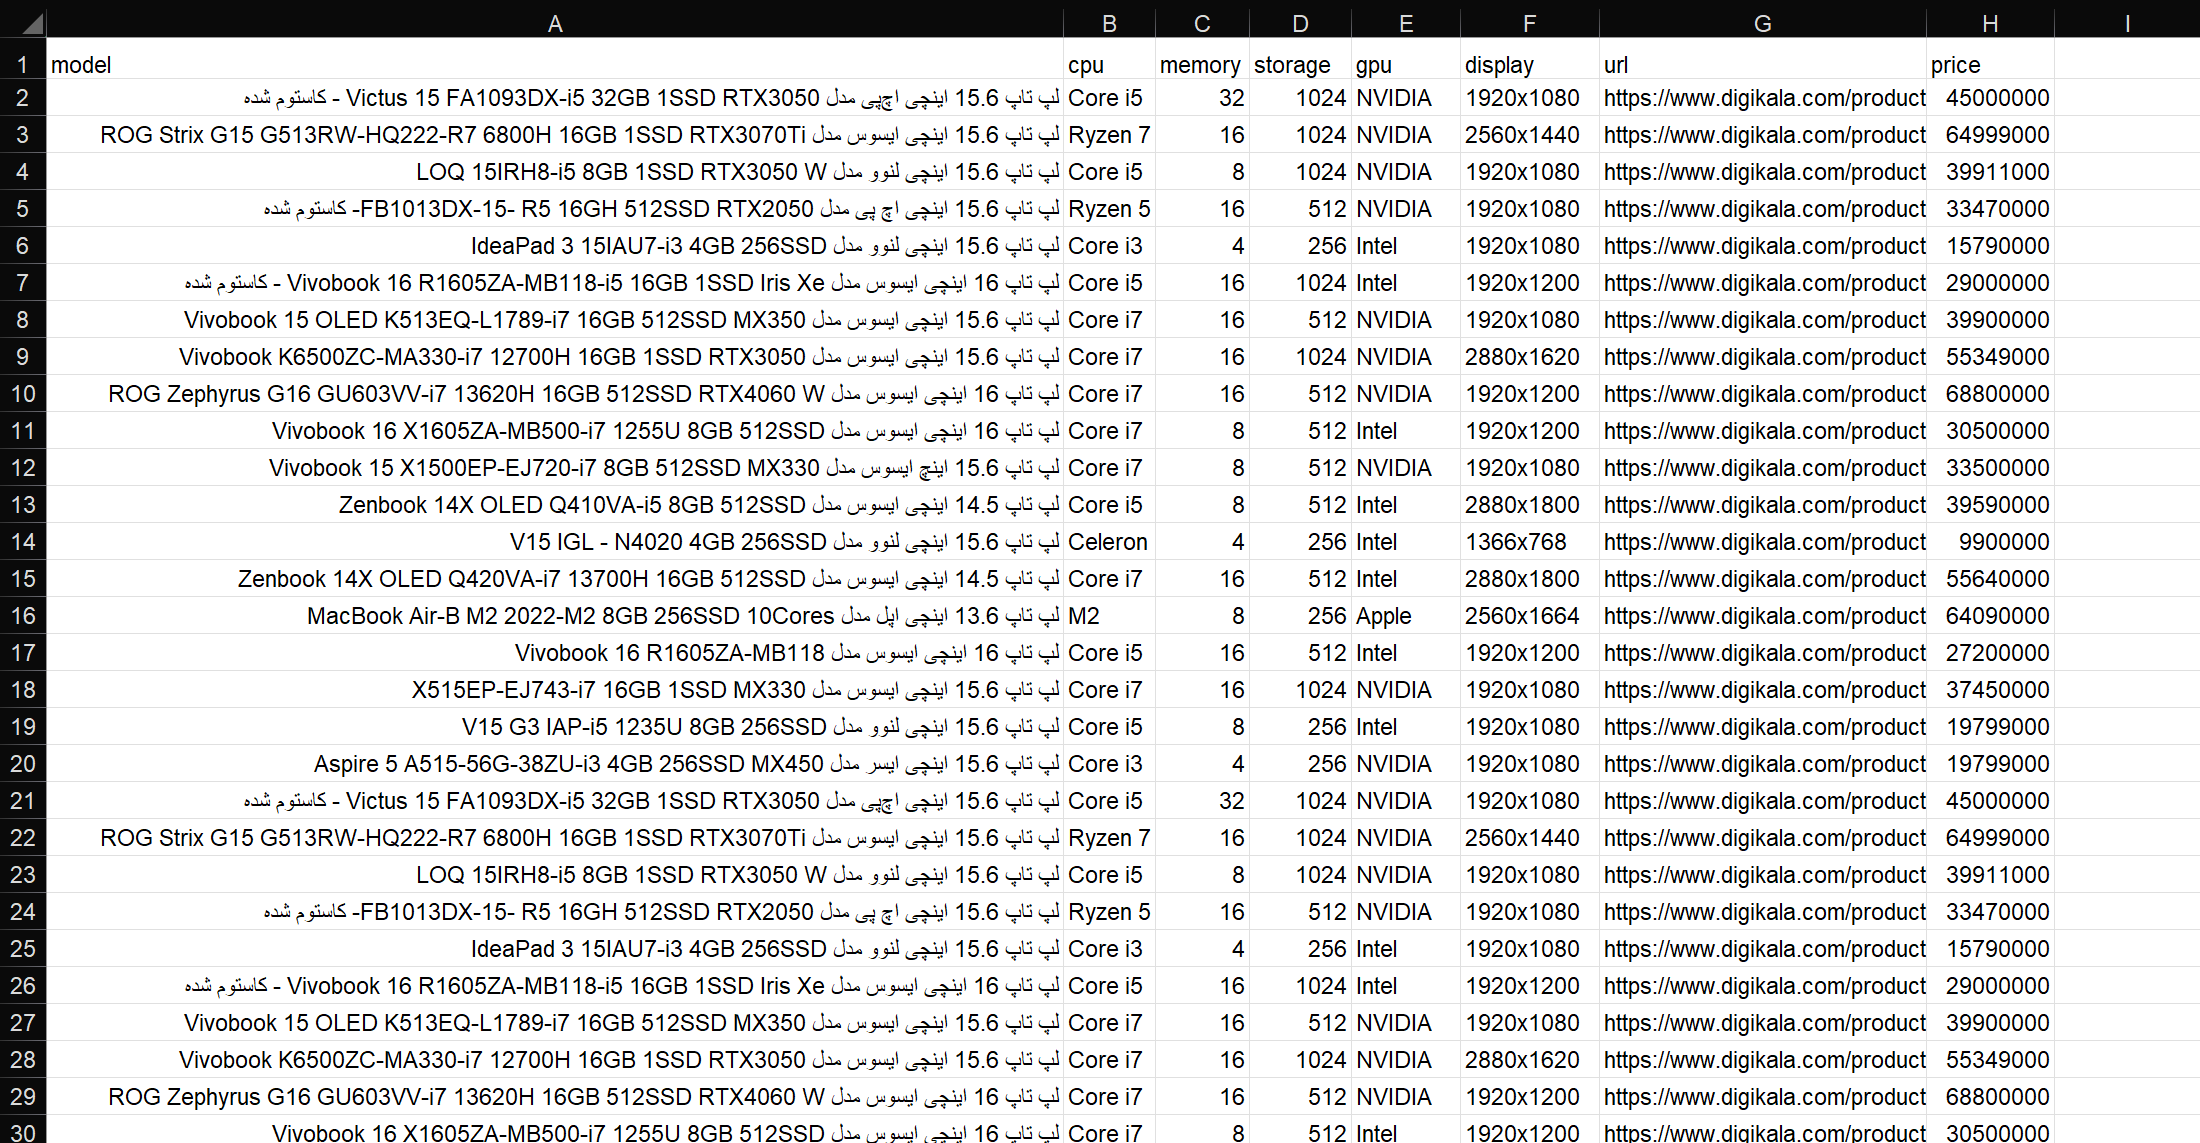 A B C D E F G H I
1 model cpu memory storage gpu display url price
2 لپ تاپ 15.6 اینچی اچ‌پی مدل Victus 15 FA1093DX-i5 32GB 1SSD RTX3050 - کاستوم شده Core i5 32 1024 NVIDIA 1920x1080 https://www.digikala.com/product 45000000
3 لپ تاپ 15.6 اینچی ایسوس مدل ROG Strix G15 G513RW-HQ222-R7 6800H 16GB 1SSD RTX3070Ti Ryzen 7 16 1024 NVIDIA 2560x1440 https://www.digikala.com/product 64999000
4 لپ تاپ 15.6 اینچی لنوو مدل LOQ 15IRH8-i5 8GB 1SSD RTX3050 W Core i5 8 1024 NVIDIA 1920x1080 https://www.digikala.com/product 39911000
5 لپ تاپ 15.6 اینچی اچ پی مدل FB1013DX-15- R5 16GH 512SSD RTX2050- کاستوم شده Ryzen 5 16 512 NVIDIA 1920x1080 https://www.digikala.com/product 33470000
6 لپ تاپ 15.6 اینچی لنوو مدل IdeaPad 3 15IAU7-i3 4GB 256SSD Core i3 4 256 Intel 1920x1080 https://www.digikala.com/product 15790000
7 لپ تاپ 16 اینچی ایسوس مدل Vivobook 16 R1605ZA-MB118-i5 16GB 1SSD Iris Xe - کاستوم شده Core i5 16 1024 Intel 1920x1200 https://www.digikala.com/product 29000000
8 لپ تاپ 15.6 اینچی ایسوس مدل Vivobook 15 OLED K513EQ-L1789-i7 16GB 512SSD MX350 Core i7 16 512 NVIDIA 1920x1080 https://www.digikala.com/product 39900000
9 لپ تاپ 15.6 اینچی ایسوس مدل Vivobook K6500ZC-MA330-i7 12700H 16GB 1SSD RTX3050 Core i7 16 1024 NVIDIA 2880x1620 https://www.digikala.com/product 55349000
10 لپ تاپ 16 اینچی ایسوس مدل ROG Zephyrus G16 GU603VV-i7 13620H 16GB 512SSD RTX4060 W Core i7 16 512 NVIDIA 1920x1200 https://www.digikala.com/product 68800000
11 لپ تاپ 16 اینچی ایسوس مدل Vivobook 16 X1605ZA-MB500-i7 1255U 8GB 512SSD Core i7 8 512 Intel 1920x1200 https://www.digikala.com/product 30500000
12 لپ تاپ 15.6 اینچ ایسوس مدل Vivobook 15 X1500EP-EJ720-i7 8GB 512SSD MX330 Core i7 8 512 NVIDIA 1920x1080 https://www.digikala.com/product 33500000
13 لپ تاپ 14.5 اینچی ایسوس مدل Zenbook 14X OLED Q410VA-i5 8GB 512SSD Core i5 8 512 Intel 2880x1800 https://www.digikala.com/product 39590000
14 لپ تاپ 15.6 اینچی لنوو مدل V15 IGL - N4020 4GB 256SSD Celeron 4 256 Intel 1366x768 https://www.digikala.com/product 9900000
15 لپ تاپ 14.5 اینچی ایسوس مدل Zenbook 14X OLED Q420VA-i7 13700H 16GB 512SSD Core i7 16 512 Intel 2880x1800 https://www.digikala.com/product 55640000
16 لپ تاپ 13.6 اینچی اپل مدل MacBook Air-B M2 2022-M2 8GB 256SSD 10Cores M2 8 256 Apple 2560x1664 https://www.digikala.com/product 64090000
17 لپ تاپ 16 اینچی ایسوس مدل Vivobook 16 R1605ZA-MB118 Core i5 16 512 Intel 1920x1200 https://www.digikala.com/product 27200000
18 لپ تاپ 15.6 اینچی ایسوس مدل X515EP-EJ743-i7 16GB 1SSD MX330 Core i7 16 1024 NVIDIA 1920x1080 https://www.digikala.com/product 37450000
19 لپ تاپ 15.6 اینچی لنوو مدل V15 G3 IAP-i5 1235U 8GB 256SSD Core i5 8 256 Intel 1920x1080 https://www.digikala.com/product 19799000
20 لپ تاپ 15.6 اینچی ایسر مدل Aspire 5 A515-56G-38ZU-i3 4GB 256SSD MX450 Core i3 4 256 NVIDIA 1920x1080 https://www.digikala.com/product 19799000
21 لپ تاپ 15.6 اینچی اچ‌پی مدل Victus 15 FA1093DX-i5 32GB 1SSD RTX3050 - کاستوم شده Core i5 32 1024 NVIDIA 1920x1080 https://www.digikala.com/product 45000000
22 لپ تاپ 15.6 اینچی ایسوس مدل ROG Strix G15 G513RW-HQ222-R7 6800H 16GB 1SSD RTX3070Ti Ryzen 7 16 1024 NVIDIA 2560x1440 https://www.digikala.com/product 64999000
23 لپ تاپ 15.6 اینچی لنوو مدل LOQ 15IRH8-i5 8GB 1SSD RTX3050 W Core i5 8 1024 NVIDIA 1920x1080 https://www.digikala.com/product 39911000
24 لپ تاپ 15.6 اینچی اچ پی مدل FB1013DX-15- R5 16GH 512SSD RTX2050- کاستوم شده Ryzen 5 16 512 NVIDIA 1920x1080 https://www.digikala.com/product 33470000
25 لپ تاپ 15.6 اینچی لنوو مدل IdeaPad 3 15IAU7-i3 4GB 256SSD Core i3 4 256 Intel 1920x1080 https://www.digikala.com/product 15790000
26 لپ تاپ 16 اینچی ایسوس مدل Vivobook 16 R1605ZA-MB118-i5 16GB 1SSD Iris Xe - کاستوم شده Core i5 16 1024 Intel 1920x1200 https://www.digikala.com/product 29000000
27 لپ تاپ 15.6 اینچی ایسوس مدل Vivobook 15 OLED K513EQ-L1789-i7 16GB 512SSD MX350 Core i7 16 512 NVIDIA 1920x1080 https://www.digikala.com/product 39900000
28 لپ تاپ 15.6 اینچی ایسوس مدل Vivobook K6500ZC-MA330-i7 12700H 16GB 1SSD RTX3050 Core i7 16 1024 NVIDIA 2880x1620 https://www.digikala.com/product 55349000
29 لپ تاپ 16 اینچی ایسوس مدل ROG Zephyrus G16 GU603VV-i7 13620H 16GB 512SSD RTX4060 W Core i7 16 512 NVIDIA 1920x1200 https://www.digikala.com/product 68800000
30 لپ تاپ 16 اینچی ایسوس مدل Vivobook 16 X1605ZA-MB500-i7 1255U 8GB 512SSD Core i7 8 512 Intel 1920x1200 https://www.digikala.com/product 30500000